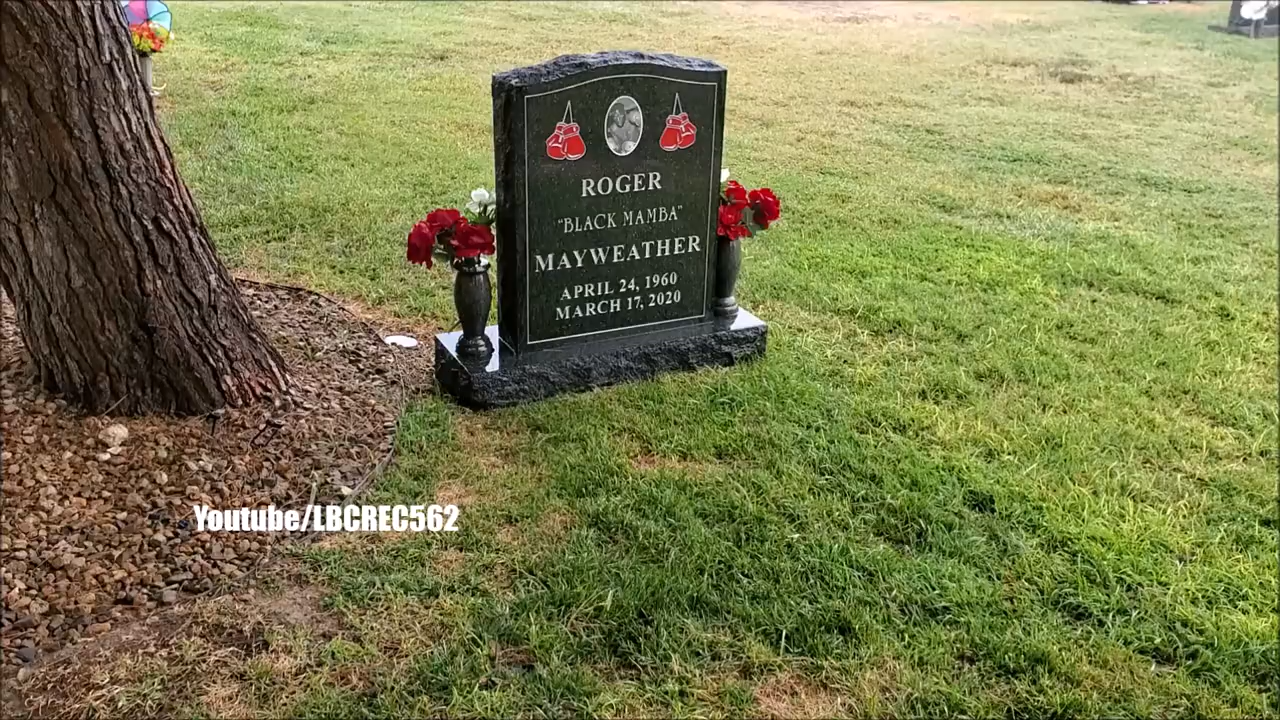 ROGER
"BLACK MAMBA"
MAYWEATHER
APRIL 24, 1960
MARCH 17, 2020
Youtube/LBCREC562